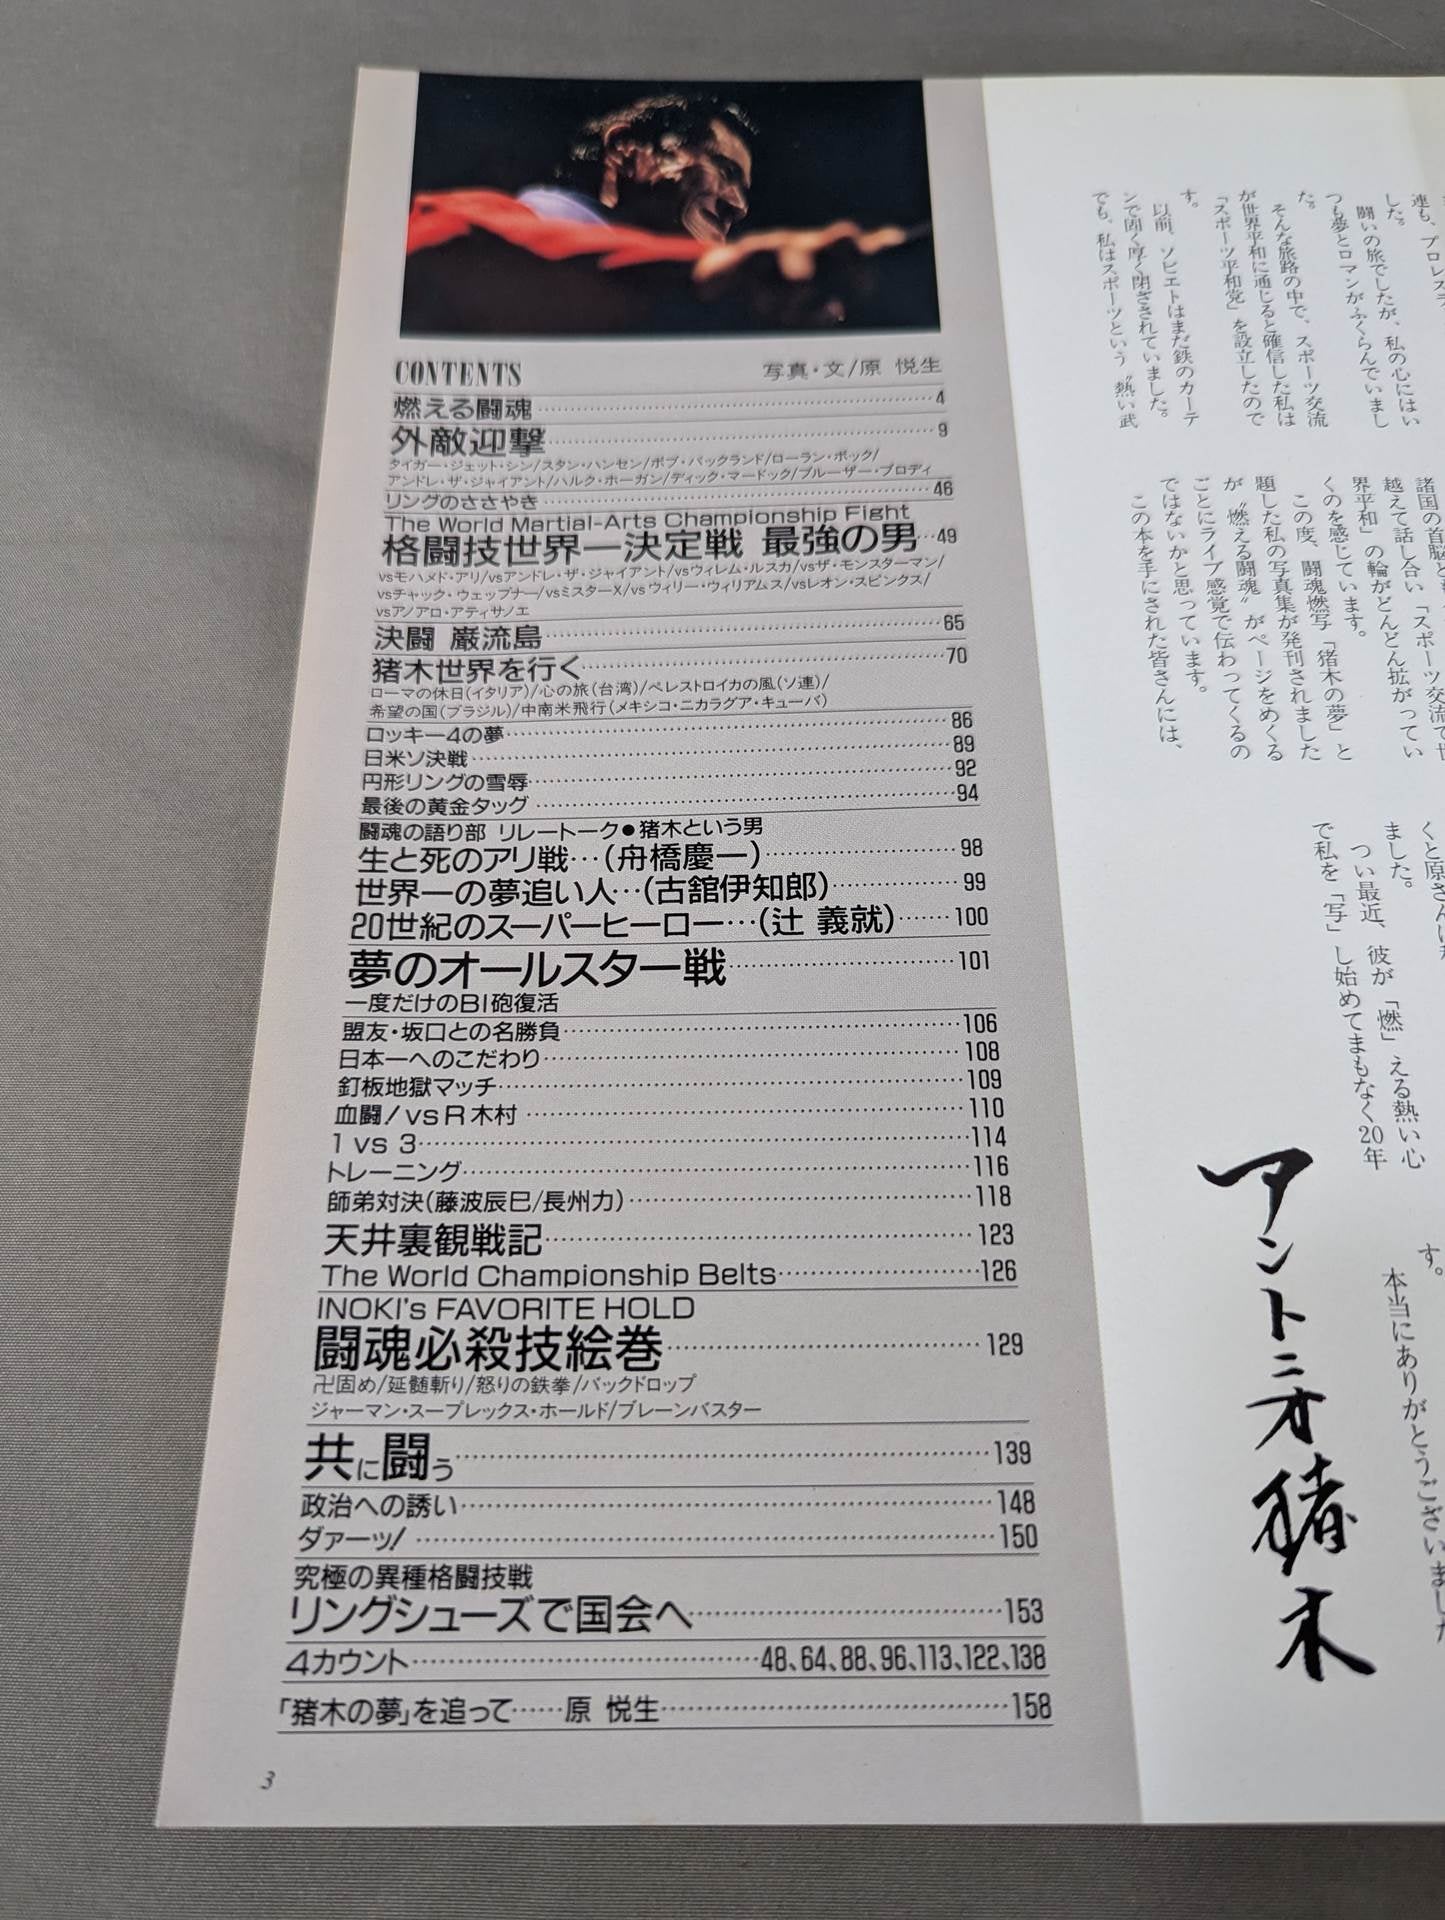 CONTENTS 写真・文/原 悦生
燃える闘魂 4
外敵迎撃 9
タイガー・ジェット・シン/スタン・ハンセン/ボブ・バックランド/ローラン・ボック/
アンドレ・ザ・ジャイアント/ハルク・ホーガン/ディック・マードック/ブルーザー・ブロディ
リングのささやき 46
The World Martial-Arts Championship Fight
格闘技世界一決定戦 最強の男 49
vsモハメド・アリ/vsアンドレ・ザ・ジャイアント/vsウィレム・ルスカ/vsザ・モンスターマン/
vsチャック・ウェップナー/vsミスターX/vsウィリー・ウィリアムス/vsレオン・スピンクス/
vsアノアロ・アティサノエ
決闘 巌流島 65
猪木世界を行く 70
ローマの休日(イタリア)/心の旅(台湾)/ペレストロイカの風(ソ連)/
希望の国(ブラジル)/中南米飛行(メキシコ・ニカラグア・キューバ)
ロッキー4の夢 86
日米ソ決戦 89
円形リングの雪辱 92
最後の黄金タッグ 94
闘魂の語り部 リレートーク●猪木という男
生と死のアリ戦…(舟橋慶一) 98
世界一の夢追い人…(古舘伊知郎) 99
20世紀のスーパーヒーロー…(辻 義就) 100
夢のオールスター戦 101
一度だけのBI砲復活
盟友・坂口との名勝負 106
日本一へのこだわり 108
釘板地獄マッチ 109
血闘!vsR木村 110
1 vs 3 114
トレーニング 116
師弟対決(藤波辰巳/長州力) 118
天井裏観戦記 123
The World Championship Belts 126
INOKI's FAVORITE HOLD
闘魂必殺技絵巻 129
卍固め/延髄斬り/怒りの鉄拳/バックドロップ
ジャーマン・スープレックス・ホールド/ブレーンバスター
共に闘う 139
政治への誘い 148
ダァーッ! 150
究極の異種格闘技戦
リングシューズで国会へ 153
4カウント 48、64、88、96、113、122、138
「猪木の夢」を追って……原 悦生 158
3
連も、プロレス
した。
闘いの旅でしたが、私の心にはい
つも夢とロマンがふくらんでいまし
た。
そんな旅路の中で、スポーツ交流
が世界平和に通じると確信した私は
「スポーツ平和党」を設立したので
す。
以前、ソビエトはまだ鉄のカーテ
ンで固く厚く閉ざされていました。
でも、私はスポーツという〝熱い武
諸国の首脳と
越えて話し合い「スポーツ交流で世
界平和」の輪がどんどん拡がってい
くのを感じています。
この度、闘魂燃写「猪木の夢」と
題した私の写真集が発刊されました
が〝燃える闘魂〟がページをめくる
ごとにライブ感覚で伝わってくるの
ではないかと思っています。
この本を手にされた皆さんには、
くと原さんは
ました。
つい最近、彼が「燃」える熱い心
で私を「写」し始めてまもなく20年
す。
本当にありがとうございました
アントニオ猪木